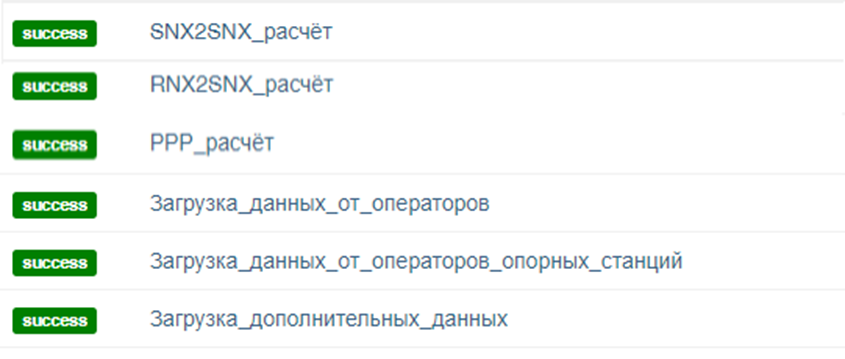 success SNX2SNX_расчёт
success RNX2SNX_расчёт
success PPP_расчёт
success Загрузка_данных_от_операторов
success Загрузка_данных_от_операторов_опорных_станций
success Загрузка_дополнительных_данных